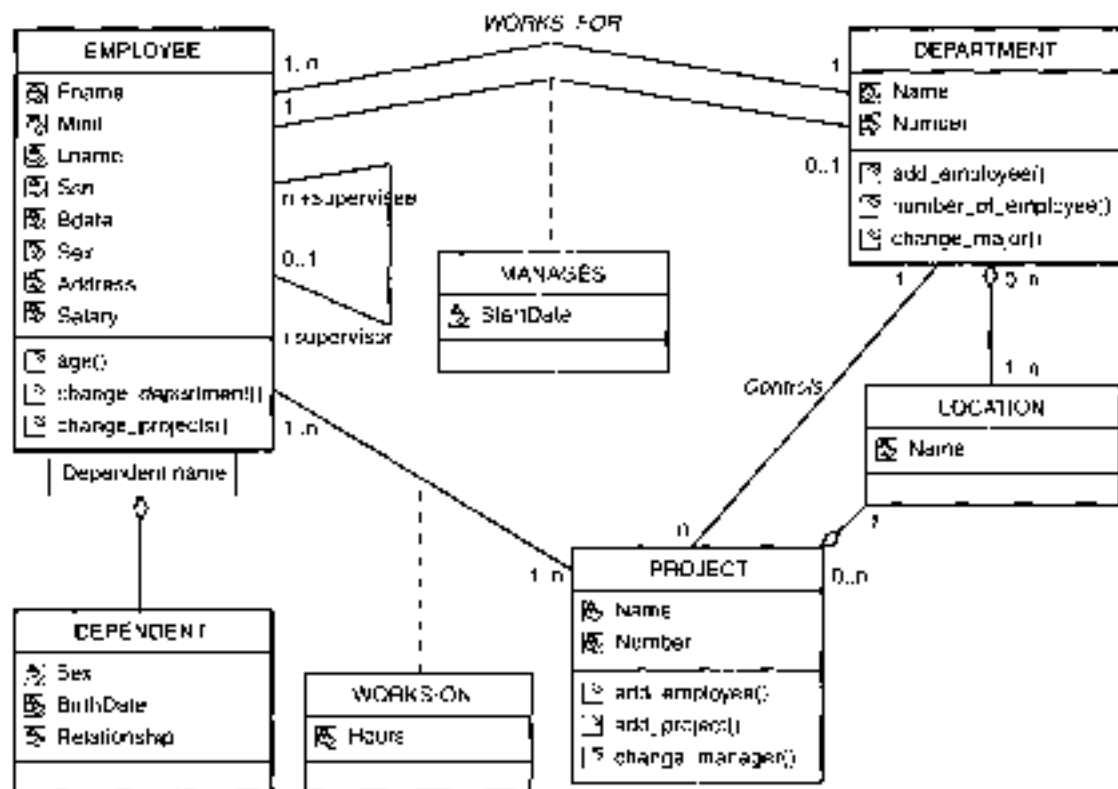 WORKS FOR
EMPLOYEE
Fname
Minit
Lname
Ssn
Bdate
Sex
Address
Salary
age()
change_department()
change_projects()
Dependent name
1..n
1
1
0..1
n +supervisee
0..1
+supervisor
DEPARTMENT
Name
Number
add_employee()
number_of_employee()
change_major()
MANAGES
StartDate
1
0..n
1..n
Controls
LOCATION
Name
1..n
n
1..n
0..n
PROJECT
Name
Number
add_employee()
add_project()
change_manager()
DEPENDENT
Sex
BirthDate
Relationship
WORKS-ON
Hours